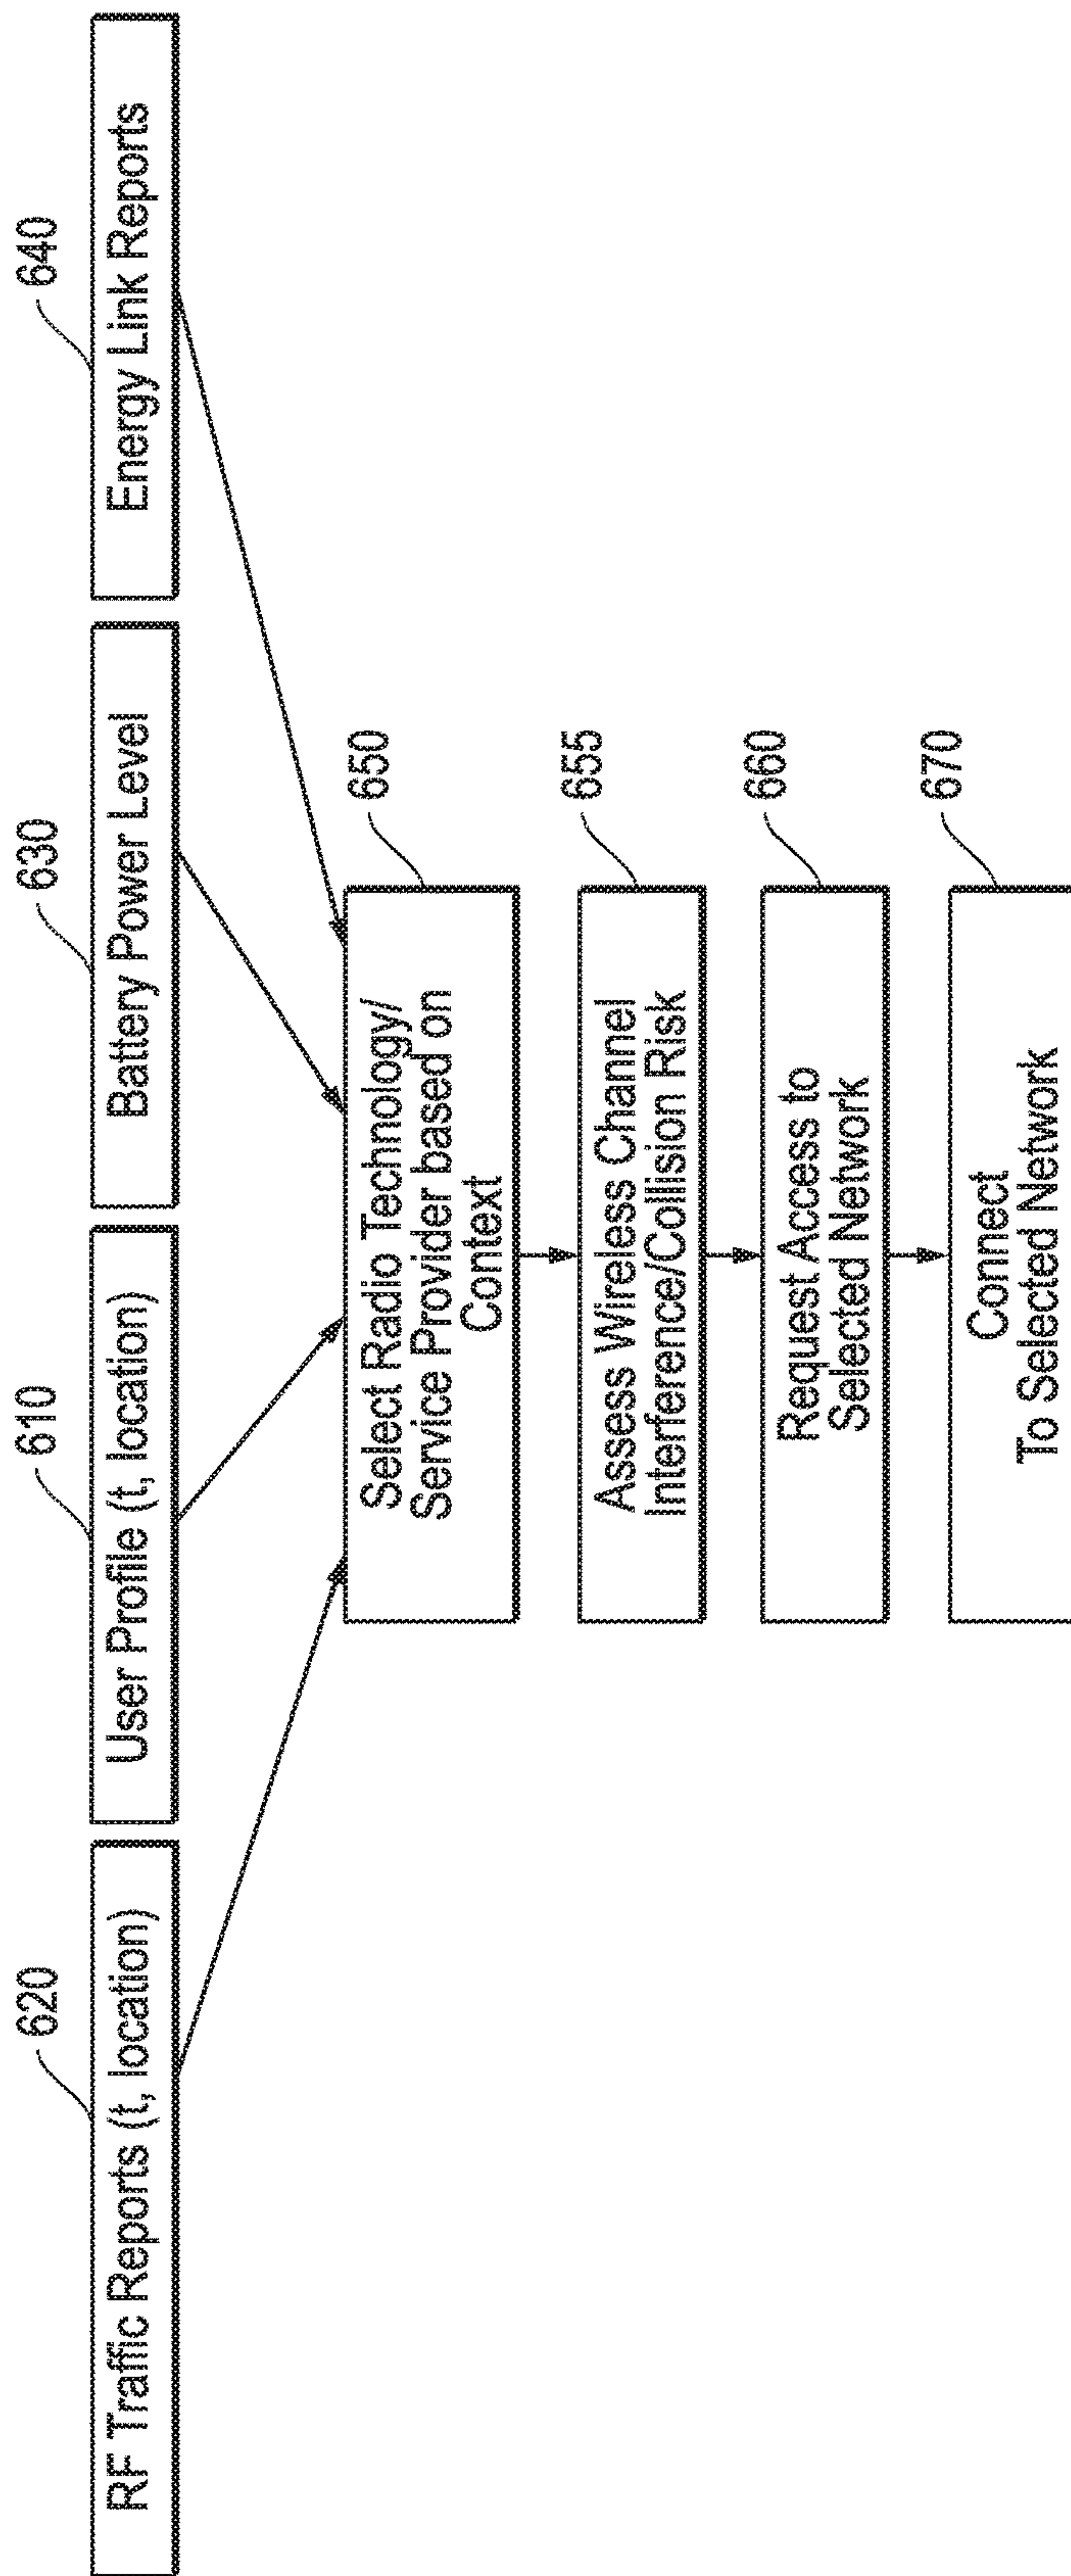 620
610
630
640
RF Traffic Reports (t, location)
User Profile (t, location)
Battery Power Level
Energy Link Reports
650
Select Radio Technology/
Service Provider based on
Context
655
Assess Wireless Channel
Interference/Collision Risk
660
Request Access to
Selected Network
670
Connect
To Selected Network